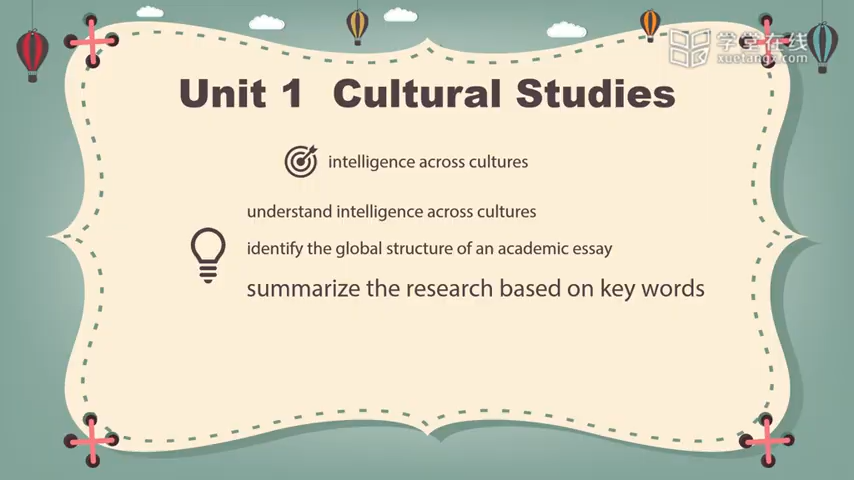 学堂在线
xuetangx.com
Unit 1 Cultural Studies
intelligence across cultures
understand intelligence across cultures
identify the global structure of an academic essay
summarize the research based on key words